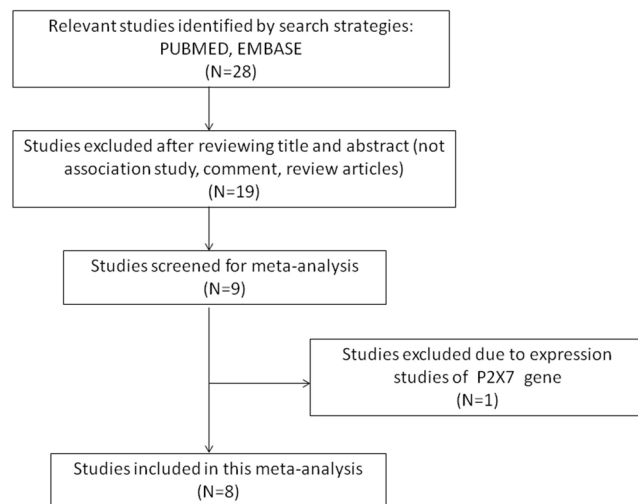 Relevant studies identified by search strategies:
PUBMED, EMBASE
(N=28)
Studies excluded after reviewing title and abstract (not
association study, comment, review articles)
(N=19)
Studies screened for meta-analysis
(N=9)
Studies excluded due to expression
studies of P2X7 gene
(N=1)
Studies included in this meta-analysis
(N=8)